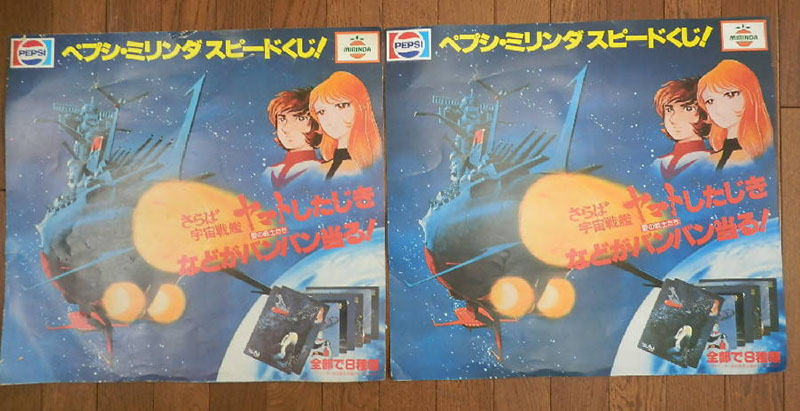 PEPSI
ペプシ・ミリンダ スピードくじ!
MIRINDA
さらば
宇宙戦艦
ヤマトしたじき
愛の戦士たち
などがバンバン当る!
全部で8種類
PEPSI
ペプシ・ミリンダ スピードくじ!
MIRINDA
さらば
宇宙戦艦
ヤマトしたじき
愛の戦士たち
などがバンバン当る!
全部で8種類